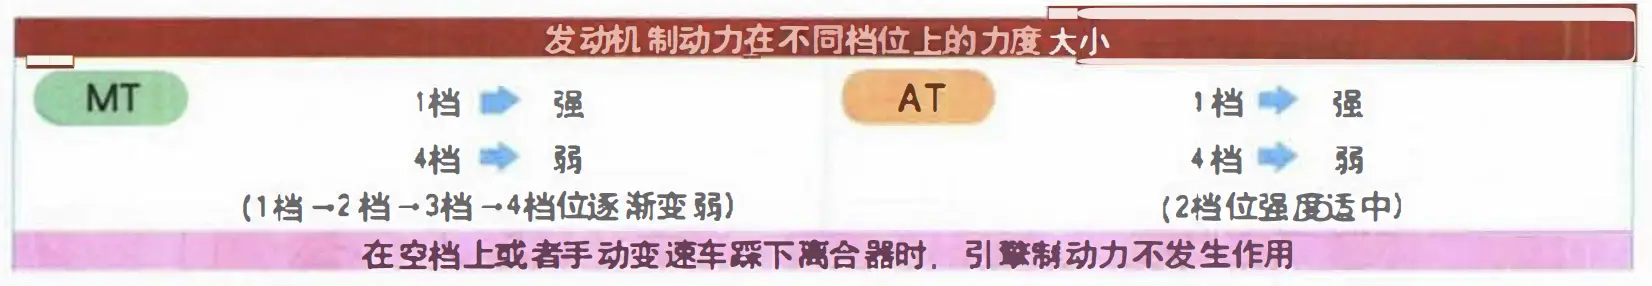 发动机制动力在不同档位上的力度大小
MT
1档 ➡ 强
4档 ➡ 弱
(1档→2档→3档→4档位逐渐变弱)
AT
1档 ➡ 强
4档 ➡ 弱
(2档位强度适中)
在空档上或者手动变速车踩下离合器时,引擎制动力不发生作用